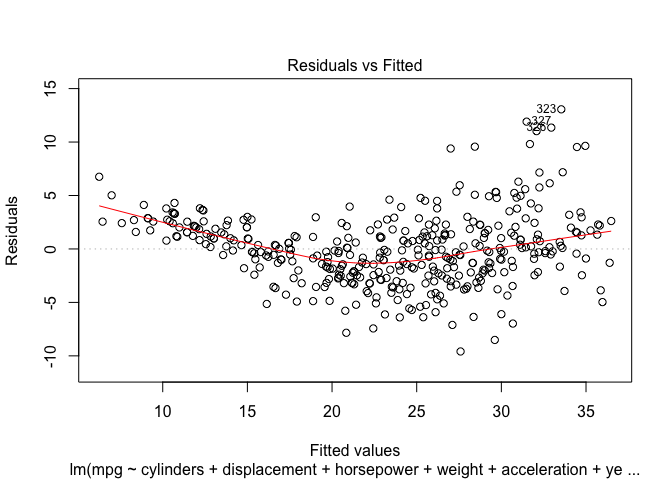 Residuals vs Fitted
15
10
5
0
-5
-10
Residuals
323
327
326
10 15 20 25 30 35
Fitted values
lm(mpg ~ cylinders + displacement + horsepower + weight + acceleration + ye ...